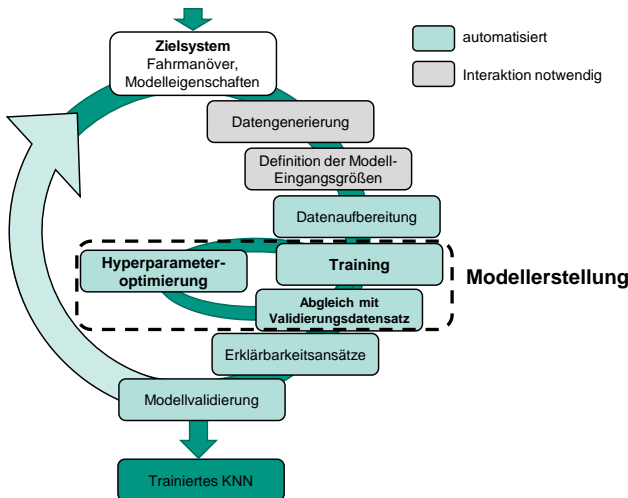 Zielsystem
Fahrmanöver,
Modelleigenschaften
automatisiert
Interaktion notwendig
Datengenerierung
Definition der Modell-
Eingangsgrößen
Datenaufbereitung
Hyperparameter-
optimierung
Training
Modellerstellung
Abgleich mit
Validierungsdatensatz
Erklärbarkeitsansätze
Modellvalidierung
Trainiertes KNN